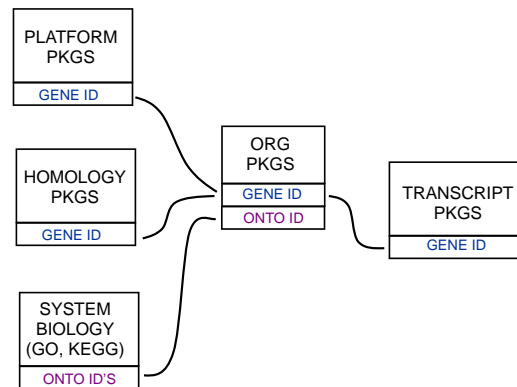 PLATFORM
PKGS
GENE ID
HOMOLOGY
PKGS
GENE ID
SYSTEM
BIOLOGY
(GO, KEGG)
ONTO ID'S
ORG
PKGS
GENE ID
ONTO ID
TRANSCRIPT
PKGS
GENE ID